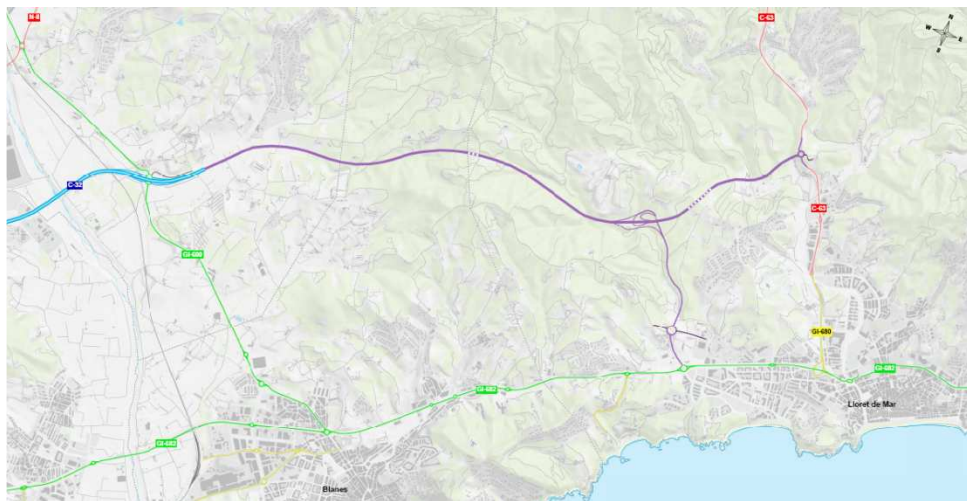 N-II
C-63
N
W
E
S
C-32
C-63
GI-600
GI-680
GI-682
GI-682
Lloret de Mar
GI-682
Blanes